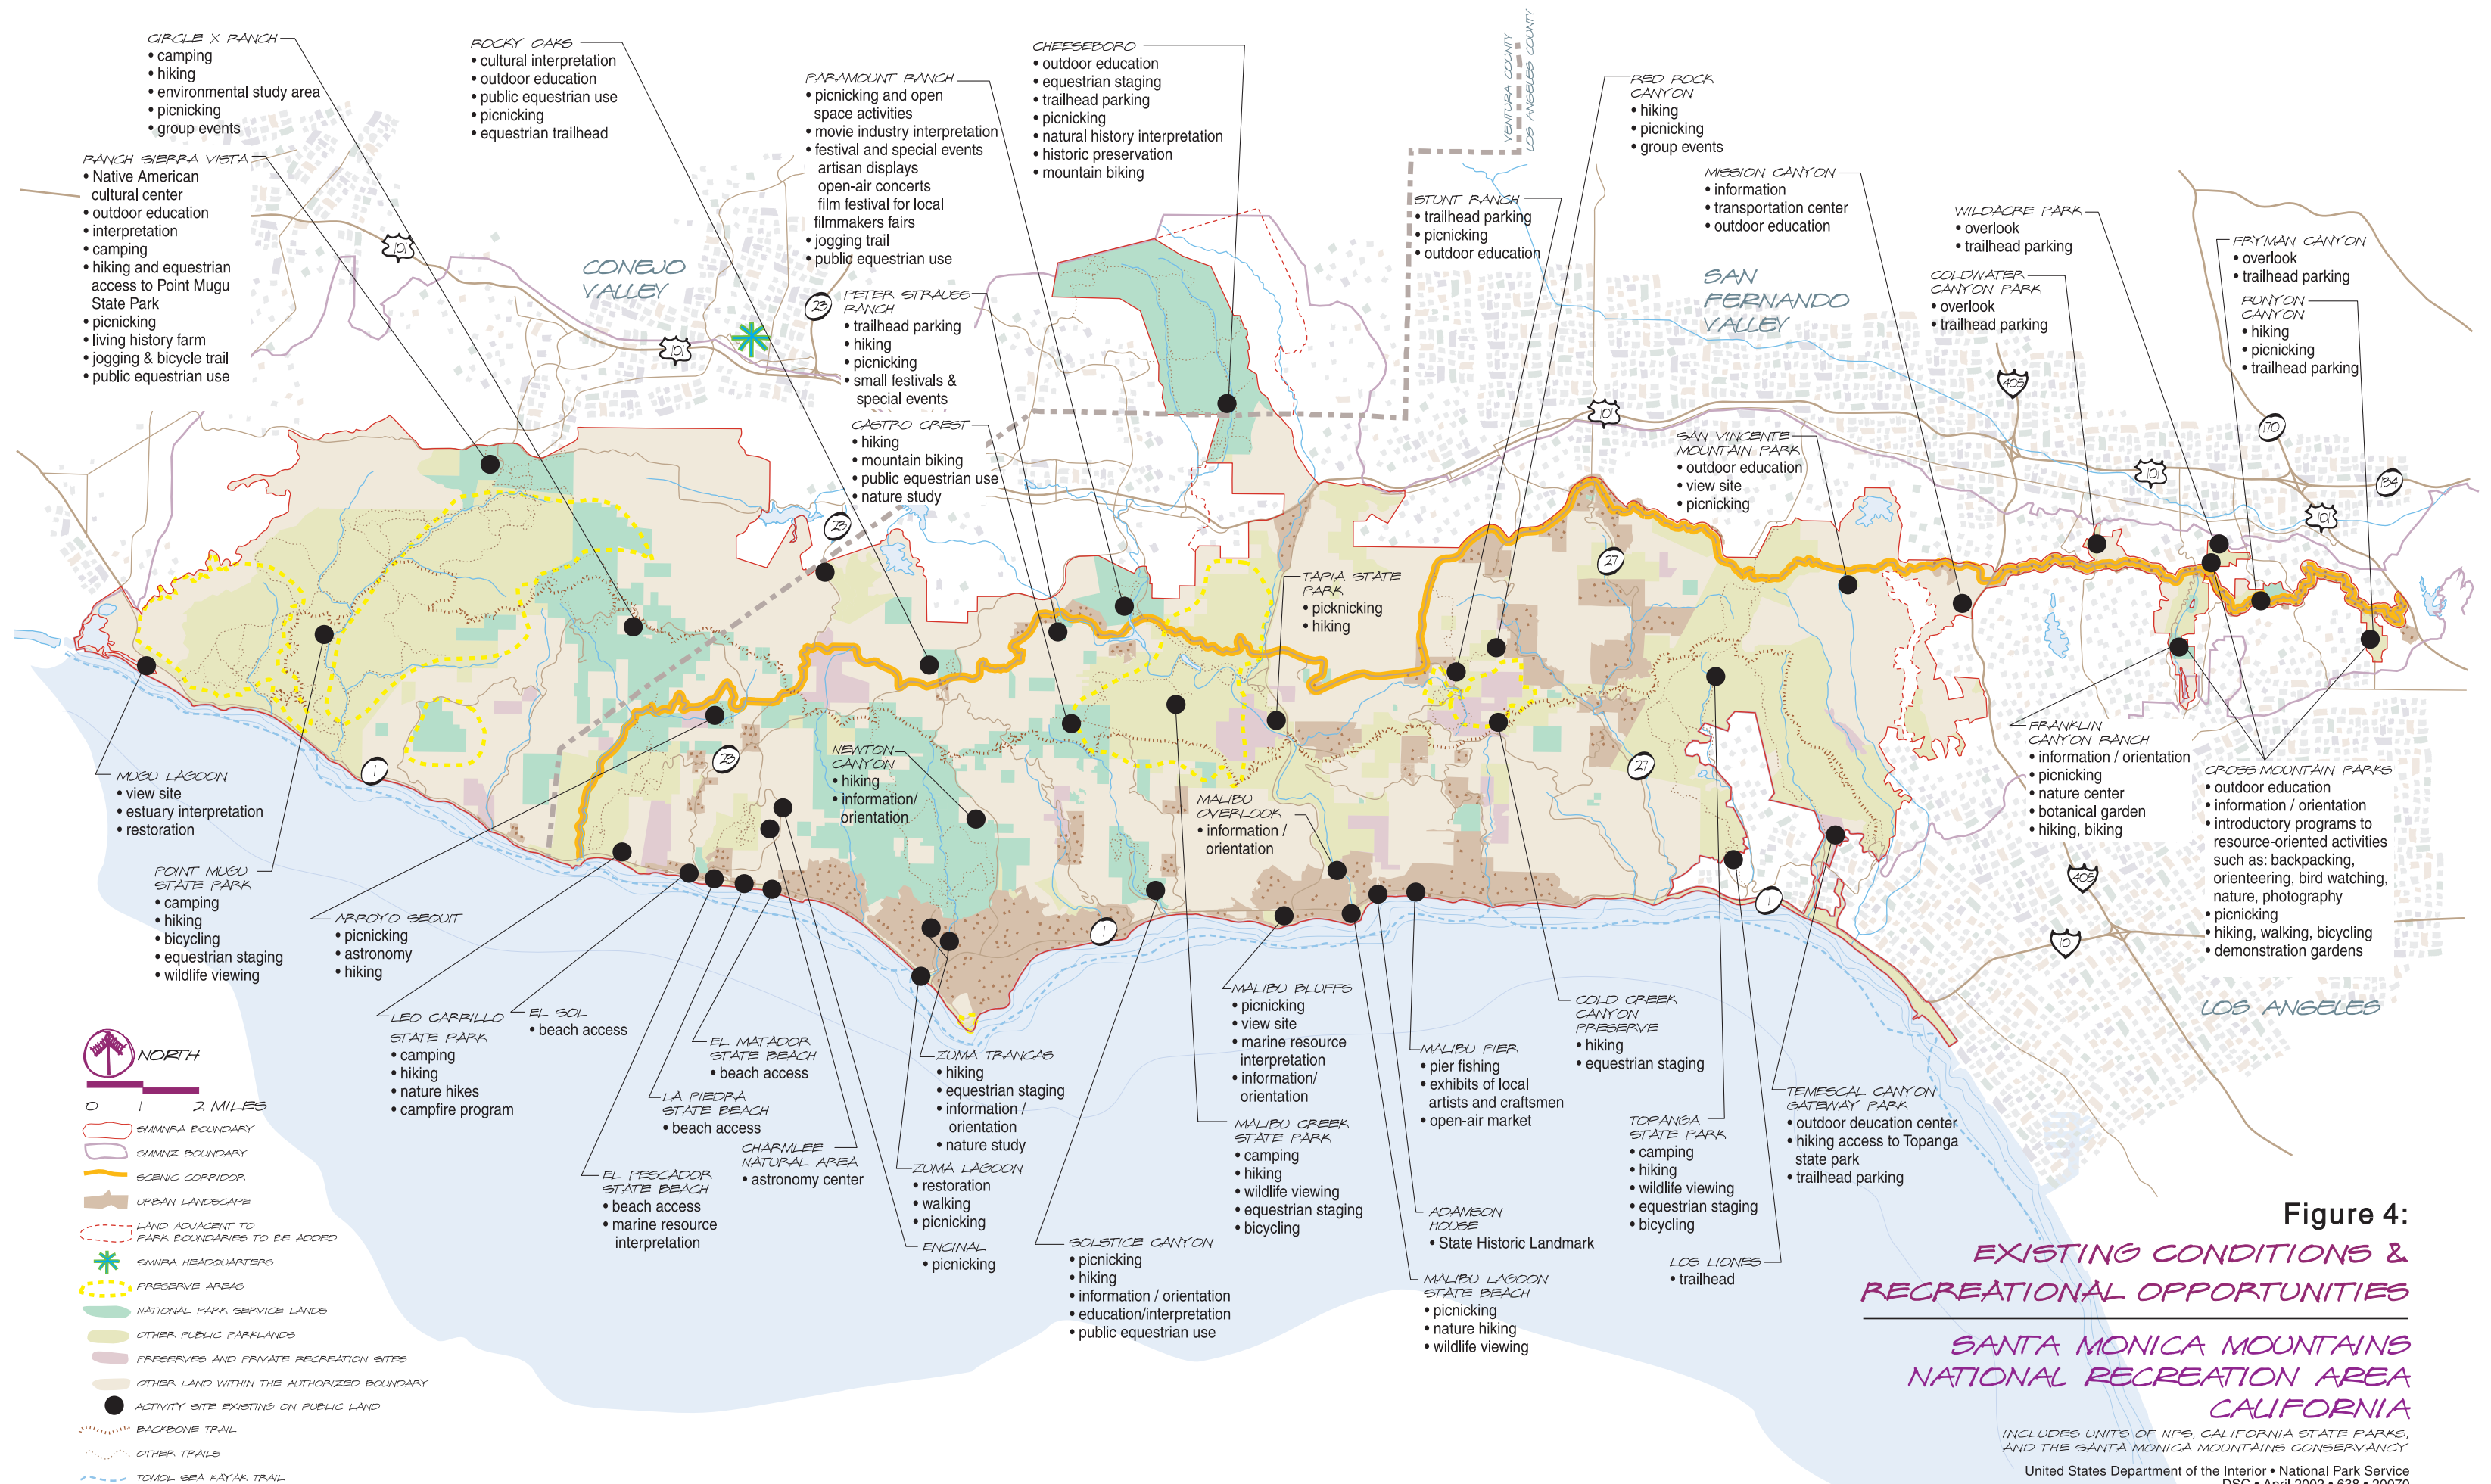 CIRCLE X RANCH
• camping
• hiking
• environmental study area
• picnicking
• group events
RANCH SIERRA VISTA
• Native American
cultural center
• outdoor education
• interpretation
• camping
• hiking and equestrian
access to Point Mugu
State Park
• picnicking
• living history farm
• jogging & bicycle trail
• public equestrian use
ROCKY OAKS
• cultural interpretation
• outdoor education
• public equestrian use
• picnicking
• equestrian trailhead
PARAMOUNT RANCH
• picnicking and open
space activities
• movie industry interpretation
• festival and special events
artisan displays
open-air concerts
film festival for local
filmmakers fairs
• jogging trail
• public equestrian use
PETER STRAUSS
RANCH
• trailhead parking
• hiking
• picnicking
• small festivals &
special events
CASTRO CREST
• hiking
• mountain biking
• public equestrian use
• nature study
CHEESEBORO
• outdoor education
• equestrian staging
• trailhead parking
• picnicking
• natural history interpretation
• historic preservation
• mountain biking
VENTURA COUNTY
LOS ANGELES COUNTY
STUNT RANCH
• trailhead parking
• picnicking
• outdoor education
RED ROCK
CANYON
• hiking
• picnicking
• group events
MISSION CANYON
• information
• transportation center
• outdoor education
WILDACRE PARK
• overlook
• trailhead parking
COLDWATER
CANYON PARK
• overlook
• trailhead parking
FRYMAN CANYON
• overlook
• trailhead parking
RUNYON
CANYON
• hiking
• picnicking
• trailhead parking
SAN VINCENTE
MOUNTAIN PARK
• outdoor education
• view site
• picnicking
CONEJO
VALLEY
SAN
FERNANDO
VALLEY
101
101
23
23
101
405
170
101
134
101
27
TAPIA STATE
PARK
• picknicking
• hiking
MUGU LAGOON
• view site
• estuary interpretation
• restoration
1
23
27
NEWTON
CANYON
• hiking
• information/
orientation
MALIBU
OVERLOOK
• information /
orientation
FRANKLIN
CANYON RANCH
• information / orientation
• picnicking
• nature center
• botanical garden
• hiking, biking
CROSS-MOUNTAIN PARKS
• outdoor education
• information / orientation
• introductory programs to
resource-oriented activities
such as: backpacking,
orienteering, bird watching,
nature, photography
• picnicking
• hiking, walking, bicycling
• demonstration gardens
POINT MUGU
STATE PARK
• camping
• hiking
• bicycling
• equestrian staging
• wildlife viewing
ARROYO SEQUIT
• picnicking
• astronomy
• hiking
1
1
405
10
LOS ANGELES
LEO CARRILLO
STATE PARK
• camping
• hiking
• nature hikes
• campfire program
EL SOL
• beach access
EL MATADOR
STATE BEACH
• beach access
LA PIEDRA
STATE BEACH
• beach access
CHARMLEE
NATURAL AREA
• astronomy center
EL PESCADOR
STATE BEACH
• beach access
• marine resource
interpretation
ZUMA TRANCAS
• hiking
• equestrian staging
• information /
orientation
• nature study
ZUMA LAGOON
• restoration
• walking
• picnicking
ENCINAL
• picnicking
SOLSTICE CANYON
• picnicking
• hiking
• information / orientation
• education/interpretation
• public equestrian use
MALIBU BLUFFS
• picnicking
• view site
• marine resource
interpretation
• information/
orientation
MALIBU CREEK
STATE PARK
• camping
• hiking
• wildlife viewing
• equestrian staging
• bicycling
MALIBU PIER
• pier fishing
• exhibits of local
artists and craftsmen
• open-air market
ADAMSON
HOUSE
• State Historic Landmark
MALIBU LAGOON
STATE BEACH
• picnicking
• nature hiking
• wildlife viewing
COLD CREEK
CANYON
PRESERVE
• hiking
• equestrian staging
TOPANGA
STATE PARK
• camping
• hiking
• wildlife viewing
• equestrian staging
• bicycling
LOS LIONES
• trailhead
TEMESCAL CANYON
GATEWAY PARK
• outdoor deucation center
• hiking access to Topanga
state park
• trailhead parking
NORTH
0 1 2 MILES
SMMNRA BOUNDARY
SMMNZ BOUNDARY
SCENIC CORRIDOR
URBAN LANDSCAPE
LAND ADJACENT TO
PARK BOUNDARIES TO BE ADDED
SMNRA HEADQUARTERS
PRESERVE AREAS
NATIONAL PARK SERVICE LANDS
OTHER PUBLIC PARKLANDS
PRESERVES AND PRIVATE RECREATION SITES
OTHER LAND WITHIN THE AUTHORIZED BOUNDARY
ACTIVITY SITE EXISTING ON PUBLIC LAND
BACKBONE TRAIL
OTHER TRAILS
TOMOL SEA KAYAK TRAIL
Figure 4:
EXISTING CONDITIONS &
RECREATIONAL OPPORTUNITIES
SANTA MONICA MOUNTAINS
NATIONAL RECREATION AREA
CALIFORNIA
INCLUDES UNITS OF NPS, CALIFORNIA STATE PARKS,
AND THE SANTA MONICA MOUNTAINS CONSERVANCY
United States Department of the Interior • National Park Service
DSC • April 2002 • 638 • 20070